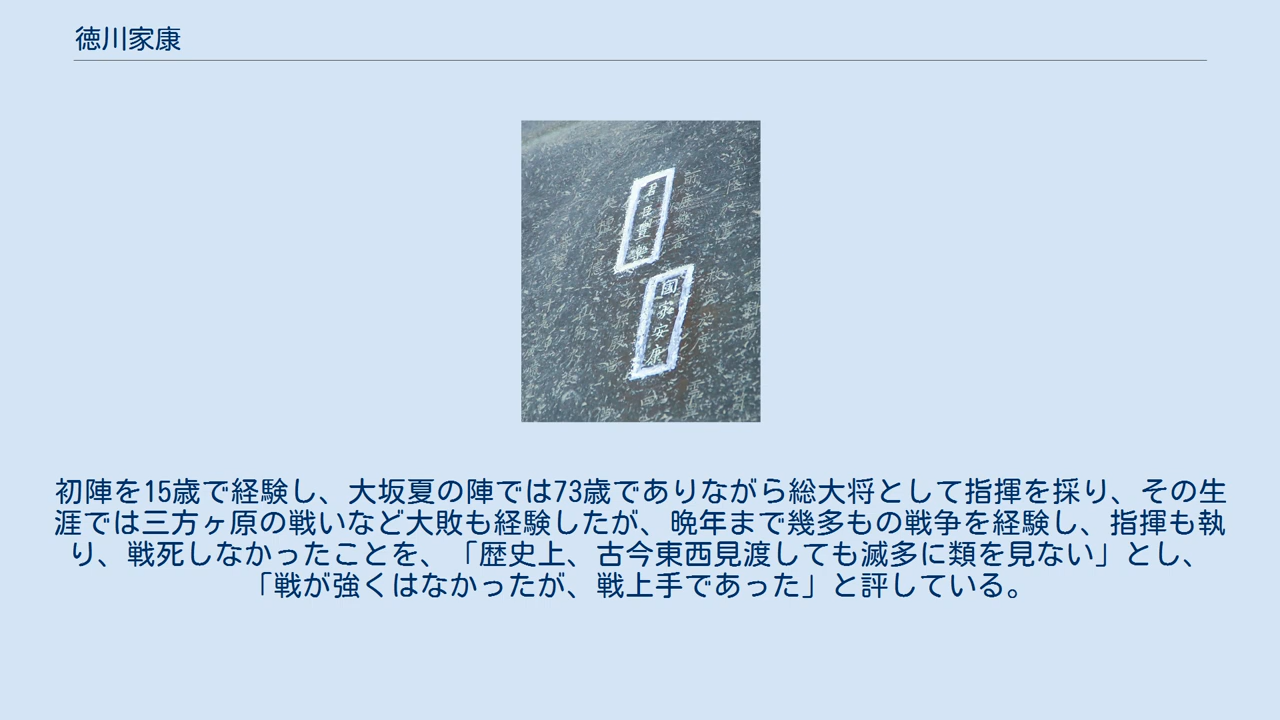 徳川家康
君臣豊樂
國家安康
初陣を15歳で経験し、大坂夏の陣では73歳でありながら総大将として指揮を採り、その生
涯では三方ヶ原の戦いなど大敗も経験したが、晩年まで幾多もの戦争を経験し、指揮も執
り、戦死しなかったことを、「歴史上、古今東西見渡しても滅多に類を見ない」とし、
「戦が強くはなかったが、戦上手であった」と評している。